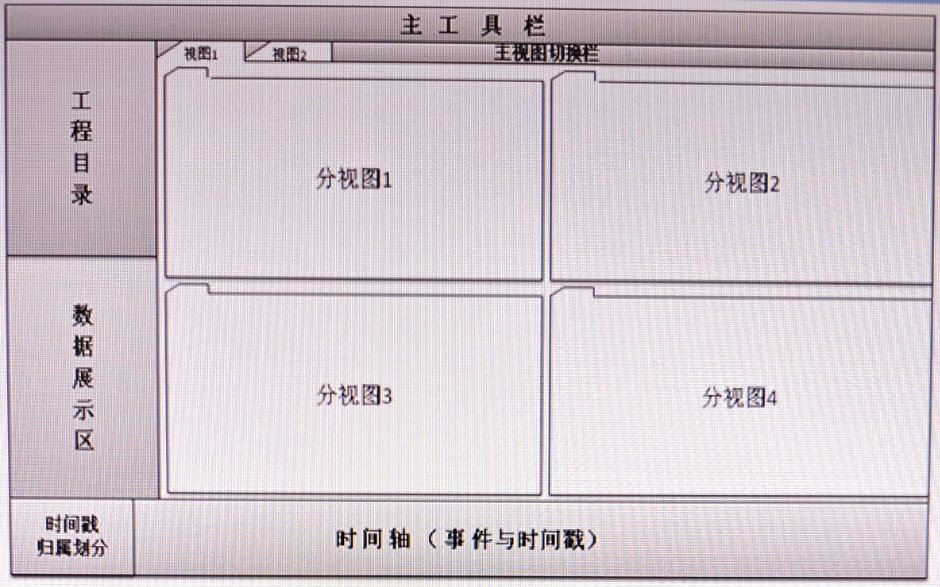 主工具栏
视图1
视图2
主视图切换栏
工程目录
分视图1
分视图2
数据展示区
分视图3
分视图4
时间戳
归属划分
时间轴（事件与时间戳）